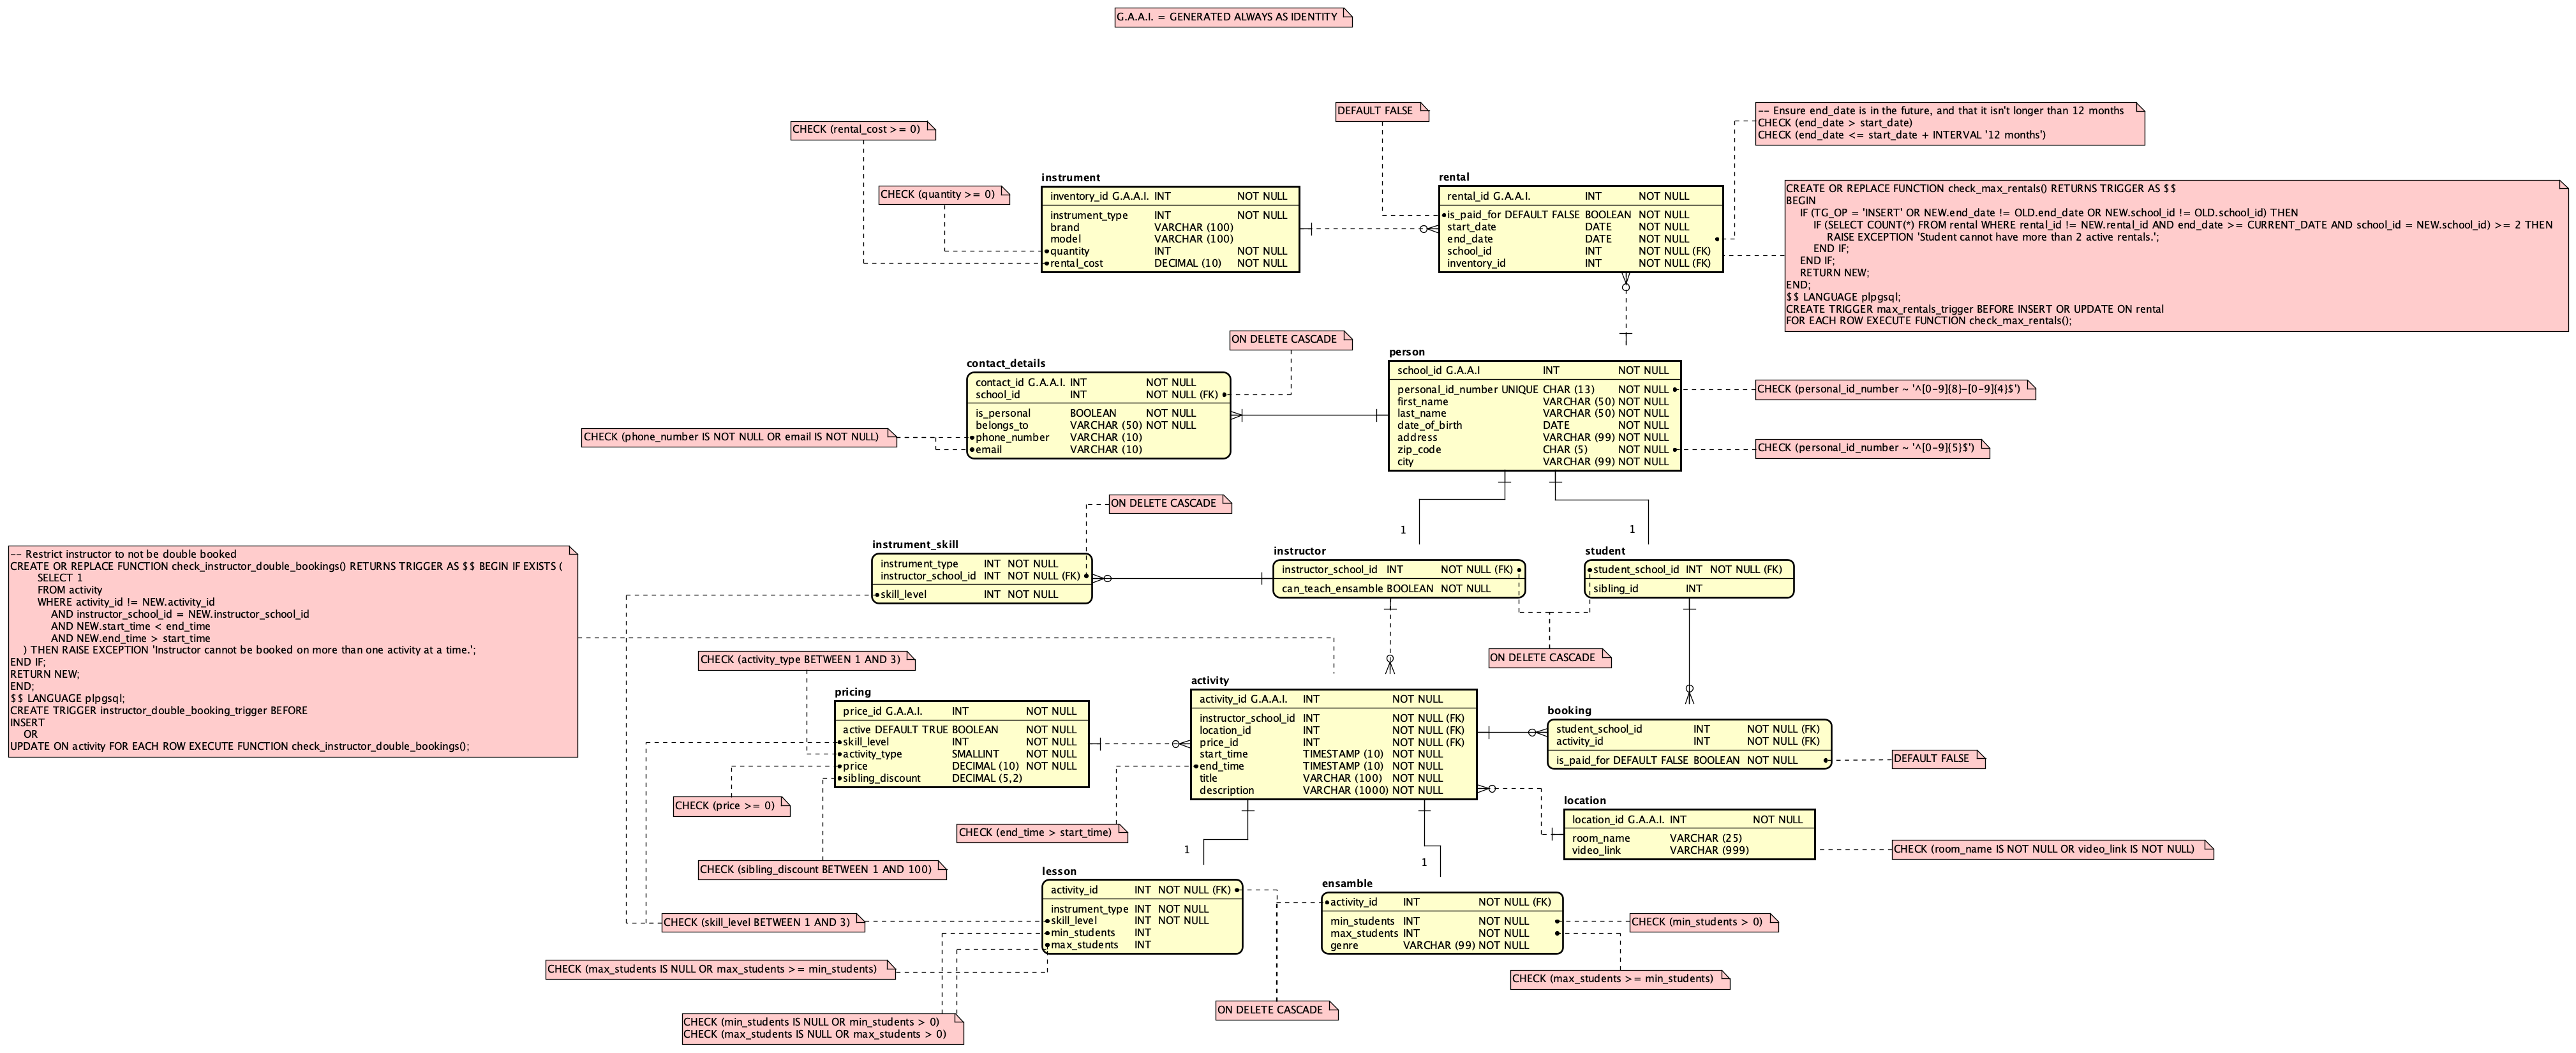 G.A.A.I. = GENERATED ALWAYS AS IDENTITY
DEFAULT FALSE
-- Ensure end_date is in the future, and that it isn't longer than 12 months
CHECK (end_date > start_date)
CHECK (end_date <= start_date + INTERVAL '12 months')
CHECK (rental_cost >= 0)
CHECK (quantity >= 0)
instrument
inventory_id G.A.A.I. INT NOT NULL
instrument_type INT NOT NULL
brand VARCHAR (100)
model VARCHAR (100)
quantity INT NOT NULL
rental_cost DECIMAL (10) NOT NULL
rental
rental_id G.A.A.I. INT NOT NULL
is_paid_for DEFAULT FALSE BOOLEAN NOT NULL
start_date DATE NOT NULL
end_date DATE NOT NULL
school_id INT NOT NULL (FK)
inventory_id INT NOT NULL (FK)
CREATE OR REPLACE FUNCTION check_max_rentals() RETURNS TRIGGER AS $$
BEGIN
IF (TG_OP = 'INSERT' OR NEW.end_date != OLD.end_date OR NEW.school_id != OLD.school_id) THEN
IF (SELECT COUNT(*) FROM rental WHERE rental_id != NEW.rental_id AND end_date >= CURRENT_DATE AND school_id = NEW.school_id) >= 2 THEN
RAISE EXCEPTION 'Student cannot have more than 2 active rentals.';
END IF;
END IF;
RETURN NEW;
END;
$$ LANGUAGE plpgsql;
CREATE TRIGGER max_rentals_trigger BEFORE INSERT OR UPDATE ON rental
FOR EACH ROW EXECUTE FUNCTION check_max_rentals();
ON DELETE CASCADE
contact_details
contact_id G.A.A.I. INT NOT NULL
school_id INT NOT NULL (FK)
is_personal BOOLEAN NOT NULL
belongs_to VARCHAR (50) NOT NULL
phone_number VARCHAR (10)
email VARCHAR (10)
CHECK (phone_number IS NOT NULL OR email IS NOT NULL)
person
school_id G.A.A.I INT NOT NULL
personal_id_number UNIQUE CHAR (13) NOT NULL
first_name VARCHAR (50) NOT NULL
last_name VARCHAR (50) NOT NULL
date_of_birth DATE NOT NULL
address VARCHAR (99) NOT NULL
zip_code CHAR (5) NOT NULL
city VARCHAR (99) NOT NULL
CHECK (personal_id_number ~ '^[0-9]{8}-[0-9]{4}$')
CHECK (personal_id_number ~ '^[0-9]{5}$')
1
1
ON DELETE CASCADE
instrument_skill
instrument_type INT NOT NULL
instructor_school_id INT NOT NULL (FK)
skill_level INT NOT NULL
instructor
instructor_school_id INT NOT NULL (FK)
can_teach_ensamble BOOLEAN NOT NULL
student
student_school_id INT NOT NULL (FK)
sibling_id INT
ON DELETE CASCADE
-- Restrict instructor to not be double booked
CREATE OR REPLACE FUNCTION check_instructor_double_bookings() RETURNS TRIGGER AS $$ BEGIN IF EXISTS (
SELECT 1
FROM activity
WHERE activity_id != NEW.activity_id
AND instructor_school_id = NEW.instructor_school_id
AND NEW.start_time < end_time
AND NEW.end_time > start_time
) THEN RAISE EXCEPTION 'Instructor cannot be booked on more than one activity at a time.';
END IF;
RETURN NEW;
END;
$$ LANGUAGE plpgsql;
CREATE TRIGGER instructor_double_booking_trigger BEFORE
INSERT
OR
UPDATE ON activity FOR EACH ROW EXECUTE FUNCTION check_instructor_double_bookings();
CHECK (activity_type BETWEEN 1 AND 3)
pricing
price_id G.A.A.I. INT NOT NULL
active DEFAULT TRUE BOOLEAN NOT NULL
skill_level INT NOT NULL
activity_type SMALLINT NOT NULL
price DECIMAL (10) NOT NULL
sibling_discount DECIMAL (5,2)
CHECK (price >= 0)
CHECK (sibling_discount BETWEEN 1 AND 100)
activity
activity_id G.A.A.I. INT NOT NULL
instructor_school_id INT NOT NULL (FK)
location_id INT NOT NULL (FK)
price_id INT NOT NULL (FK)
start_time TIMESTAMP (10) NOT NULL
end_time TIMESTAMP (10) NOT NULL
title VARCHAR (100) NOT NULL
description VARCHAR (1000) NOT NULL
CHECK (end_time > start_time)
booking
student_school_id INT NOT NULL (FK)
activity_id INT NOT NULL (FK)
is_paid_for DEFAULT FALSE BOOLEAN NOT NULL
DEFAULT FALSE
location
location_id G.A.A.I. INT NOT NULL
room_name VARCHAR (25)
video_link VARCHAR (999)
CHECK (room_name IS NOT NULL OR video_link IS NOT NULL)
1
1
lesson
activity_id INT NOT NULL (FK)
instrument_type INT NOT NULL
skill_level INT NOT NULL
min_students INT
max_students INT
CHECK (skill_level BETWEEN 1 AND 3)
CHECK (max_students IS NULL OR max_students >= min_students)
CHECK (min_students IS NULL OR min_students > 0)
CHECK (max_students IS NULL OR max_students > 0)
ensamble
activity_id INT NOT NULL (FK)
min_students INT NOT NULL
max_students INT NOT NULL
genre VARCHAR (99) NOT NULL
CHECK (min_students > 0)
CHECK (max_students >= min_students)
ON DELETE CASCADE